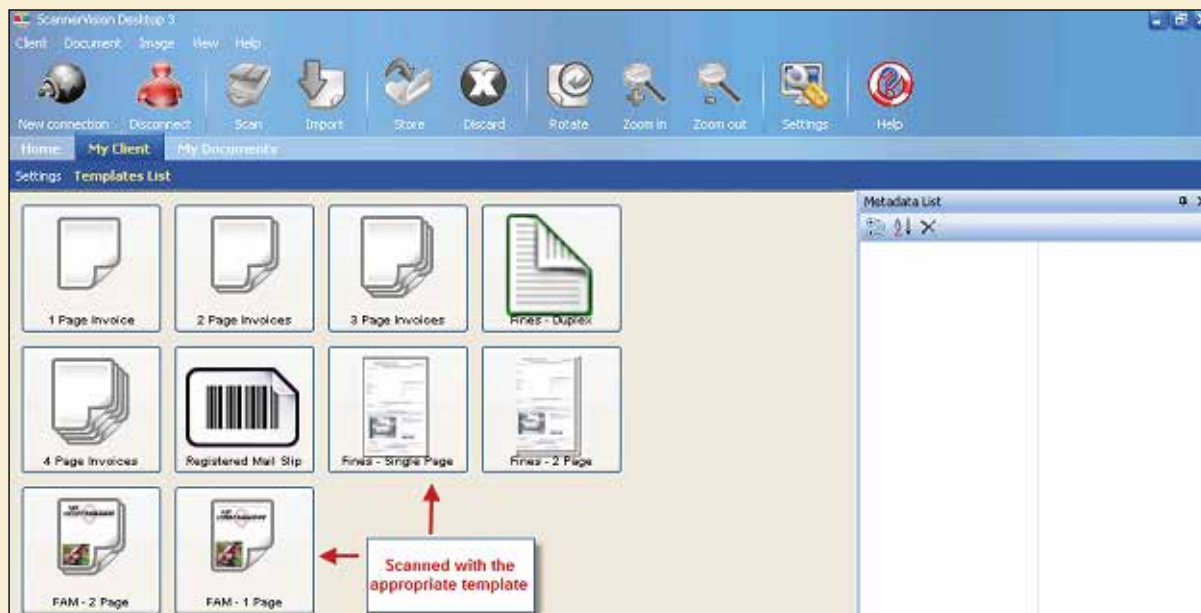 ScannerVision Desktop 3
Client Document Image View Help
New connection Disconnect Scan Import Store Discard Rotate Zoom in Zoom out Settings Help
Home My Client My Documents
Settings Templates List
Metadata List
1 Page Invoice 2 Page Invoices 3 Page Invoices Fines - Duplex
4 Page Invoices Registered Mail Slip Fines - Single Page Fines - 2 Page
Scanned with the
appropriate template
FAM - 2 Page FAM - 1 Page